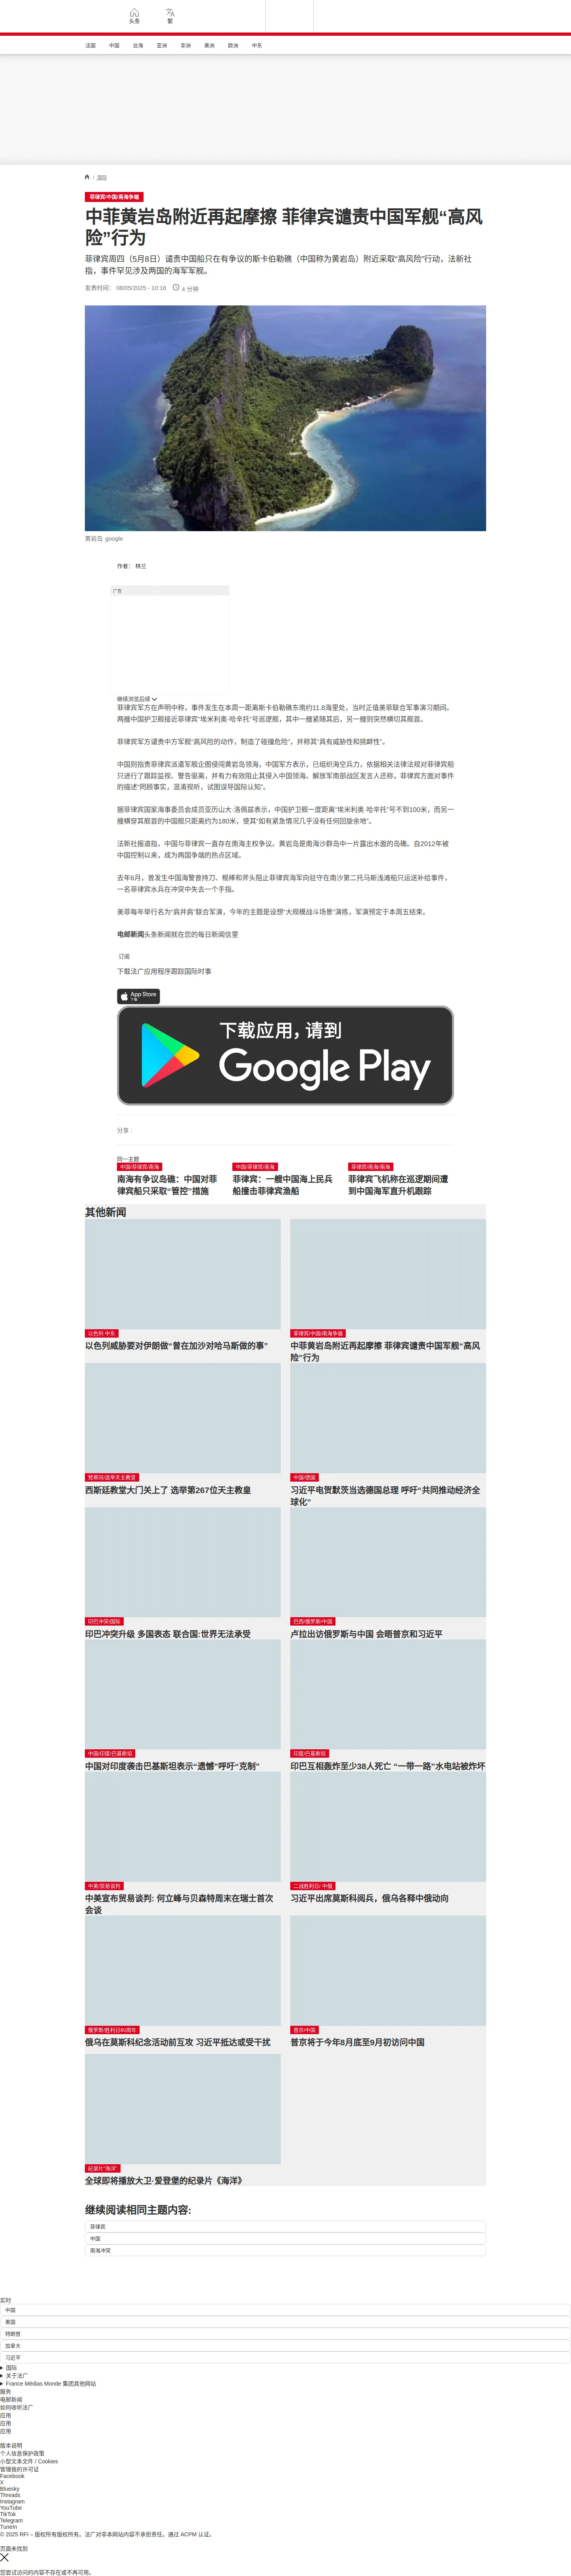 头条
繁
法国
中国
台海
亚洲
非洲
美洲
欧洲
中东
/ 国际
菲律宾/中国/南海争端
中菲黄岩岛附近再起摩擦 菲律宾谴责中国军舰“高风
险”行为
菲律宾周四（5月8日）谴责中国船只在有争议的斯卡伯勒礁（中国称为黄岩岛）附近采取“高风险”行动，法新社
指，事件罕见涉及两国的海军军舰。
发表时间： 08/05/2025 - 10:16
4 分钟
黄岩岛 google
作者： 林兰
广告
继续浏览后续
菲律宾军方在声明中称，事件发生在本周一距离斯卡伯勒礁东南约11.8海里处，当时正值美菲联合军事演习期间。
两艘中国护卫舰接近菲律宾“埃米利奥·哈辛托”号巡逻舰，其中一艘紧随其后，另一艘则突然横切其舰首。
菲律宾军方谴责中方军舰“高风险的动作，制造了碰撞危险”，并称其“具有威胁性和挑衅性”。
中国则指责菲律宾派遣军舰企图侵闯黄岩岛领海，中国军方表示，已组织海空兵力，依据相关法律法规对菲律宾船
只进行了跟踪监视、警告驱离，并有力有效阻止其侵入中国领海。解放军南部战区发言人还称，菲律宾方面对事件
的描述“罔顾事实，混淆视听，试图误导国际认知”。
据菲律宾国家海事委员会成员亚历山大·洛佩兹表示，中国护卫舰一度距离“埃米利奥·哈辛托”号不到100米，而另一
艘横穿其舰首的中国舰只距离约为180米，使其“如有紧急情况几乎没有任何回旋余地”。
法新社报道指，中国与菲律宾一直存在南海主权争议。黄岩岛是南海沙群岛中一片露出水面的岛礁。自2012年被
中国控制以来，成为两国争端的热点区域。
去年6月，曾发生中国海警曾持刀、棍棒和斧头阻止菲律宾海军向驻守在南沙第二托马斯浅滩船只运送补给事件，
一名菲律宾水兵在冲突中失去一个手指。
美菲每年举行名为“肩并肩”联合军演，今年的主题是设想“大规模战斗场景”演练，军演预定于本周五结束。
电邮新闻头条新闻就在您的每日新闻信里
订阅
下载法广应用程序跟踪国际时事
App Store
下载
下载应用，请到
Google Play
分享 :
同一主题
中国/菲律宾/南海
南海有争议岛礁：中国对菲
律宾船只采取“管控”措施
中国/菲律宾/南海
菲律宾：一艘中国海上民兵
船撞击菲律宾渔船
菲律宾/南海/南海
菲律宾飞机称在巡逻期间遭
到中国海军直升机跟踪
其他新闻
以色列 中东
以色列威胁要对伊朗做“曾在加沙对哈马斯做的事”
菲律宾/中国/南海争端
中菲黄岩岛附近再起摩擦 菲律宾谴责中国军舰“高风
险”行为
梵蒂冈/选举天主教皇
西斯廷教堂大门关上了 选举第267位天主教皇
中国/德国
习近平电贺默茨当选德国总理 呼吁“共同推动经济全
球化”
印巴冲突/国际
印巴冲突升级 多国表态 联合国:世界无法承受
巴西/俄罗斯/中国
卢拉出访俄罗斯与中国 会晤普京和习近平
中国/印度/巴基斯坦
中国对印度袭击巴基斯坦表示“遗憾”呼吁“克制”
印度/巴基斯坦
印巴互相轰炸至少38人死亡 “一带一路”水电站被炸坏
中美/贸易谈判
中美宣布贸易谈判: 何立峰与贝森特周末在瑞士首次
会谈
二战胜利日/ 中俄
习近平出席莫斯科阅兵，俄乌各释中俄动向
俄罗斯/胜利日80周年
俄乌在莫斯科纪念活动前互攻 习近平抵达或受干扰
普京/中国
普京将于今年8月底至9月初访问中国
纪录片“海洋”
全球即将播放大卫·爱登堡的纪录片《海洋》
继续阅读相同主题内容:
菲律宾
中国
南海冲突
实时
中国
美国
特朗普
加拿大
习近平
国际
关于法广
France Médias Monde 集团其他网站
服务
电邮新闻
如何收听法广
应用
应用
应用
版本说明
个人信息保护政策
小型文本文件 / Cookies
管理我的许可证
Facebook
X
Bluesky
Threads
Instagram
YouTube
TikTok
Telegram
TuneIn
© 2025 RFI – 版权所有版权所有。法广对非本网站内容不承担责任。通过 ACPM 认证。
页面未找到
您尝试访问的内容不存在或不再可用。